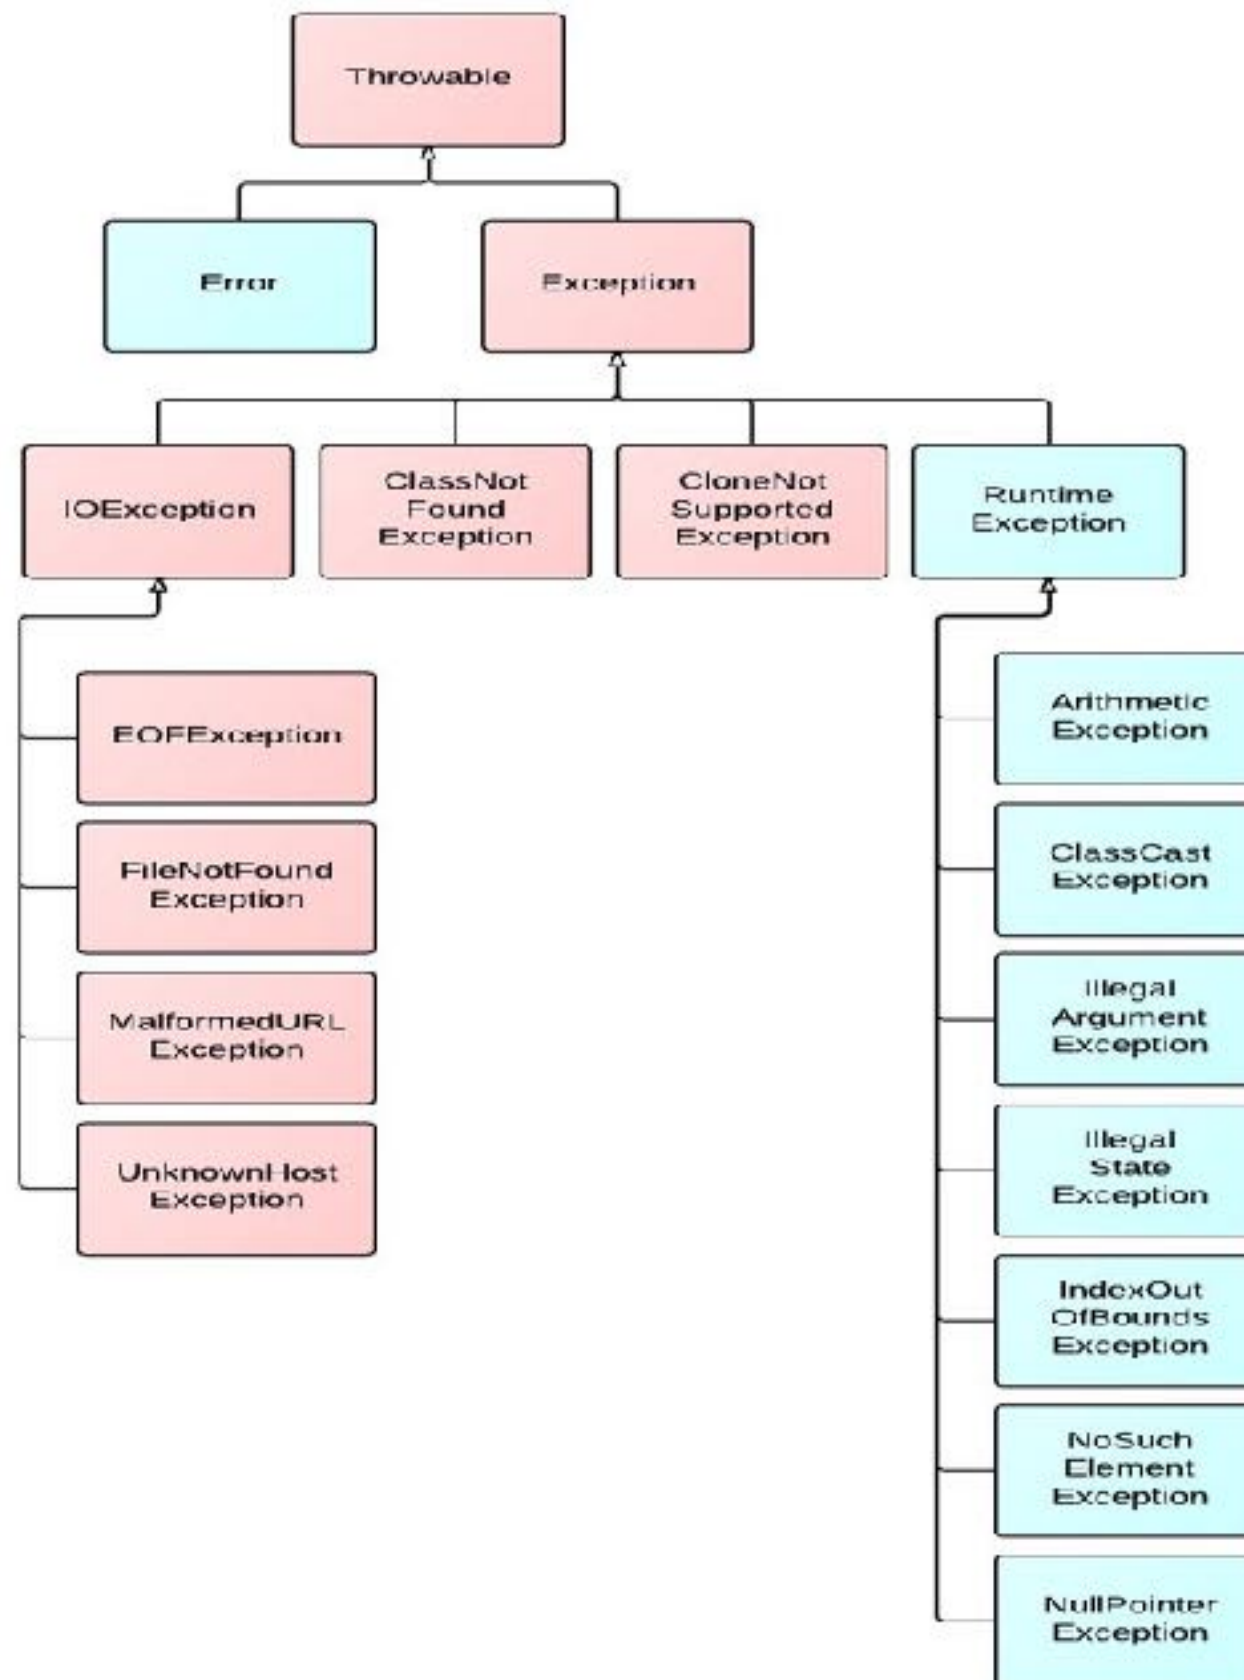 Throwable
Error
Exception
IOException
ClassNot
Found
Exception
CloneNot
Supported
Exception
Runtime
Exception
EOFException
FileNotFound
Exception
MalformedURL
Exception
UnknownHost
Exception
Arithmetic
Exception
ClassCast
Exception
Illegal
Argument
Exception
Illegal
State
Exception
IndexOut
OfBounds
Exception
NoSuch
Element
Exception
NullPointer
Exception